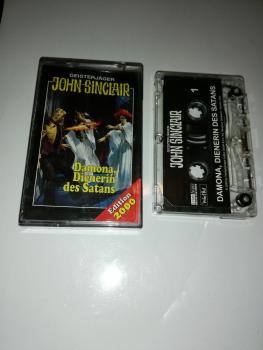 GEISTERJÄGER
JOHN SINCLAIR
Damona,
Dienerin
des Satans
Edition
2000
JOHN SINCLAIR
1
DAMONA, DIENERIN DES SATANS